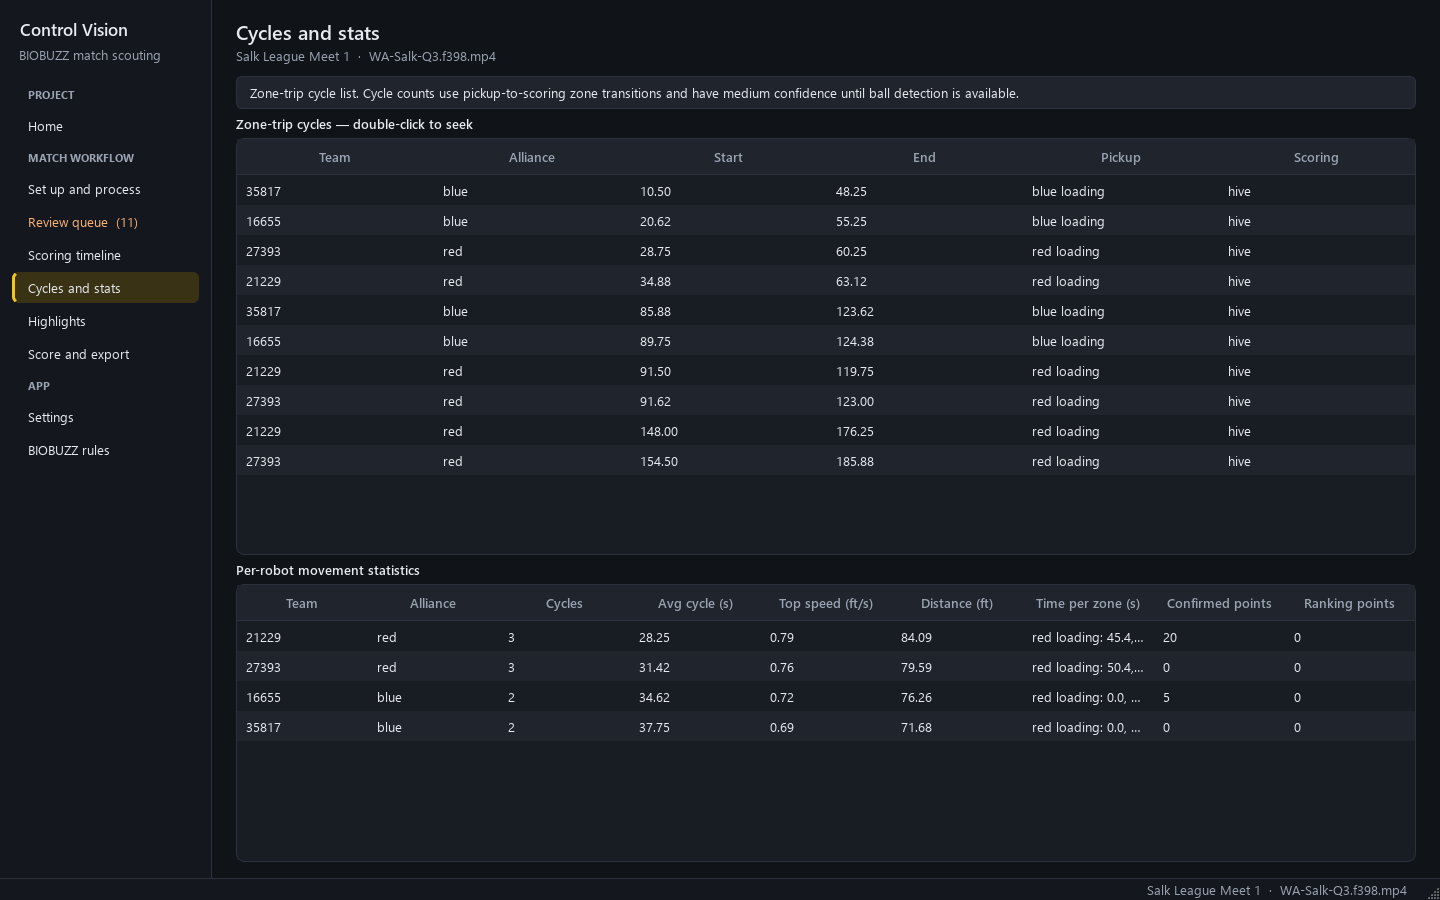 Control Vision
BIOBUZZ match scouting
PROJECT
Home
MATCH WORKFLOW
Set up and process
Review queue (11)
Scoring timeline
Cycles and stats
Highlights
Score and export
APP
Settings
BIOBUZZ rules
Cycles and stats
Salk League Meet 1 · WA-Salk-Q3.f398.mp4
Zone-trip cycle list. Cycle counts use pickup-to-scoring zone transitions and have medium confidence until ball detection is available.
Zone-trip cycles — double-click to seek
Team Alliance Start End Pickup Scoring
35817 blue 10.50 48.25 blue loading hive
16655 blue 20.62 55.25 blue loading hive
27393 red 28.75 60.25 red loading hive
21229 red 34.88 63.12 red loading hive
35817 blue 85.88 123.62 blue loading hive
16655 blue 89.75 124.38 blue loading hive
21229 red 91.50 119.75 red loading hive
27393 red 91.62 123.00 red loading hive
21229 red 148.00 176.25 red loading hive
27393 red 154.50 185.88 red loading hive
Per-robot movement statistics
Team Alliance Cycles Avg cycle (s) Top speed (ft/s) Distance (ft) Time per zone (s) Confirmed points Ranking points
21229 red 3 28.25 0.79 84.09 red loading: 45.4,... 20 0
27393 red 3 31.42 0.76 79.59 red loading: 50.4,... 0 0
16655 blue 2 34.62 0.72 76.26 red loading: 0.0, ... 5 0
35817 blue 2 37.75 0.69 71.68 red loading: 0.0, ... 0 0
Salk League Meet 1 · WA-Salk-Q3.f398.mp4